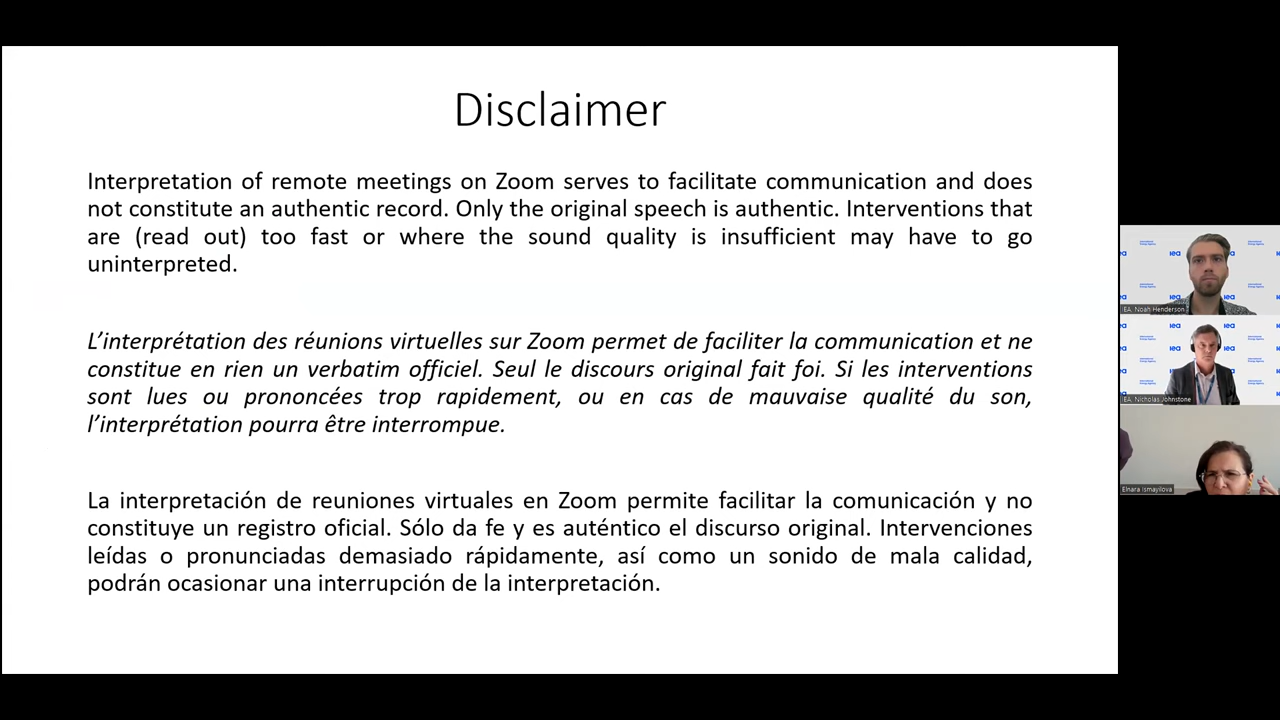 Disclaimer
Interpretation of remote meetings on Zoom serves to facilitate communication and does
not constitute an authentic record. Only the original speech is authentic. Interventions that
are (read out) too fast or where the sound quality is insufficient may have to go
uninterpreted.
L’interprétation des réunions virtuelles sur Zoom permet de faciliter la communication et ne
constitue en rien un verbatim officiel. Seul le discours original fait foi. Si les interventions
sont lues ou prononcées trop rapidement, ou en cas de mauvaise qualité du son,
l’interprétation pourra être interrompue.
La interpretación de reuniones virtuales en Zoom permite facilitar la comunicación y no
constituye un registro oficial. Sólo da fe y es auténtico el discurso original. Intervenciones
leídas o pronunciadas demasiado rápidamente, así como un sonido de mala calidad,
podrán ocasionar una interrupción de la interpretación.
IEA. Noah Henderson
IEA. Nicholas Johnstone
Elnara Ismayilova